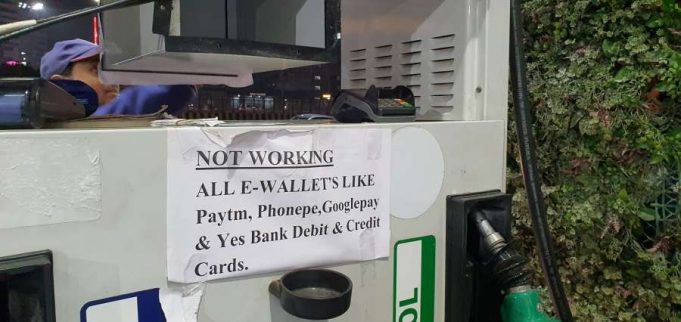 NOT WORKING
ALL E-WALLET'S LIKE
Paytm, Phonepe,Googlepay
& Yes Bank Debit & Credit
Cards.